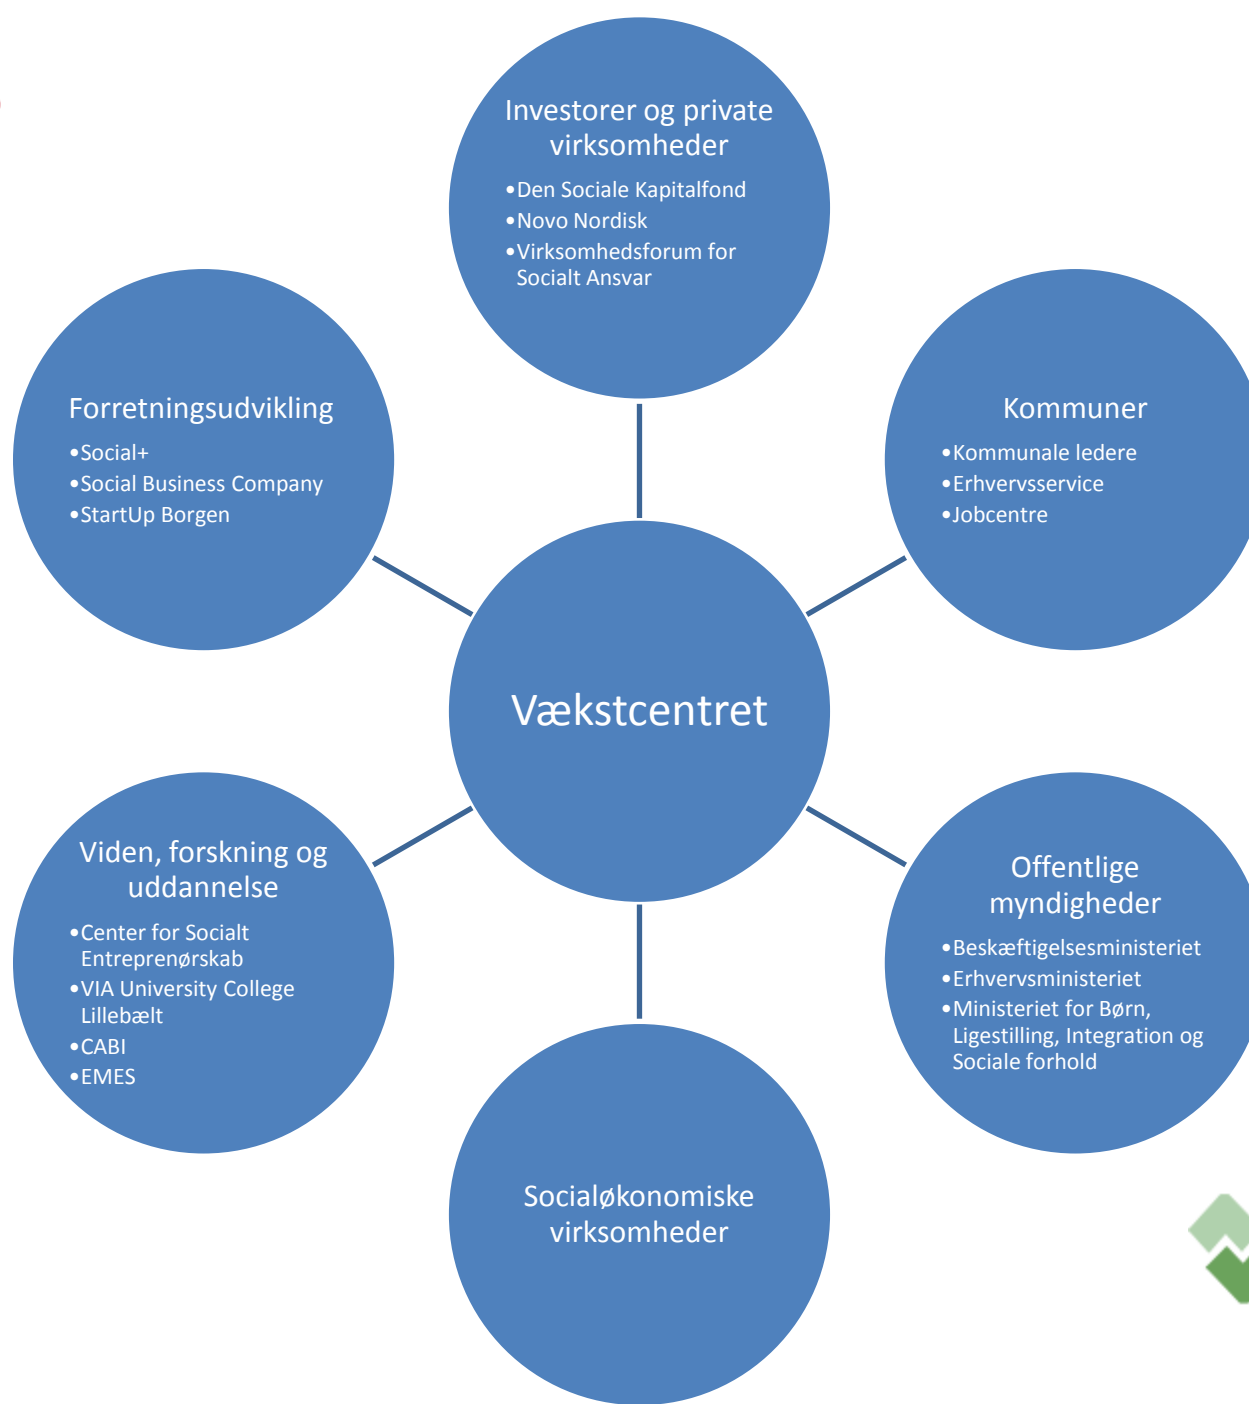 Investorer og private
virksomheder
•Den Sociale Kapitalfond
•Novo Nordisk
•Virksomhedsforum for
Socialt Ansvar
Forretningsudvikling
•Social+
•Social Business Company
•StartUp Borgen
Kommuner
•Kommunale ledere
•Erhvervsservice
•Jobcentre
Vækstcentret
Viden, forskning og
uddannelse
•Center for Socialt
Entreprenørskab
•VIA University College
Lillebælt
•CABI
•EMES
Offentlige
myndigheder
•Beskæftigelsesministeriet
•Erhvervsministeriet
•Ministeriet for Børn,
Ligestilling, Integration og
Sociale forhold
Socialøkonomiske
virksomheder